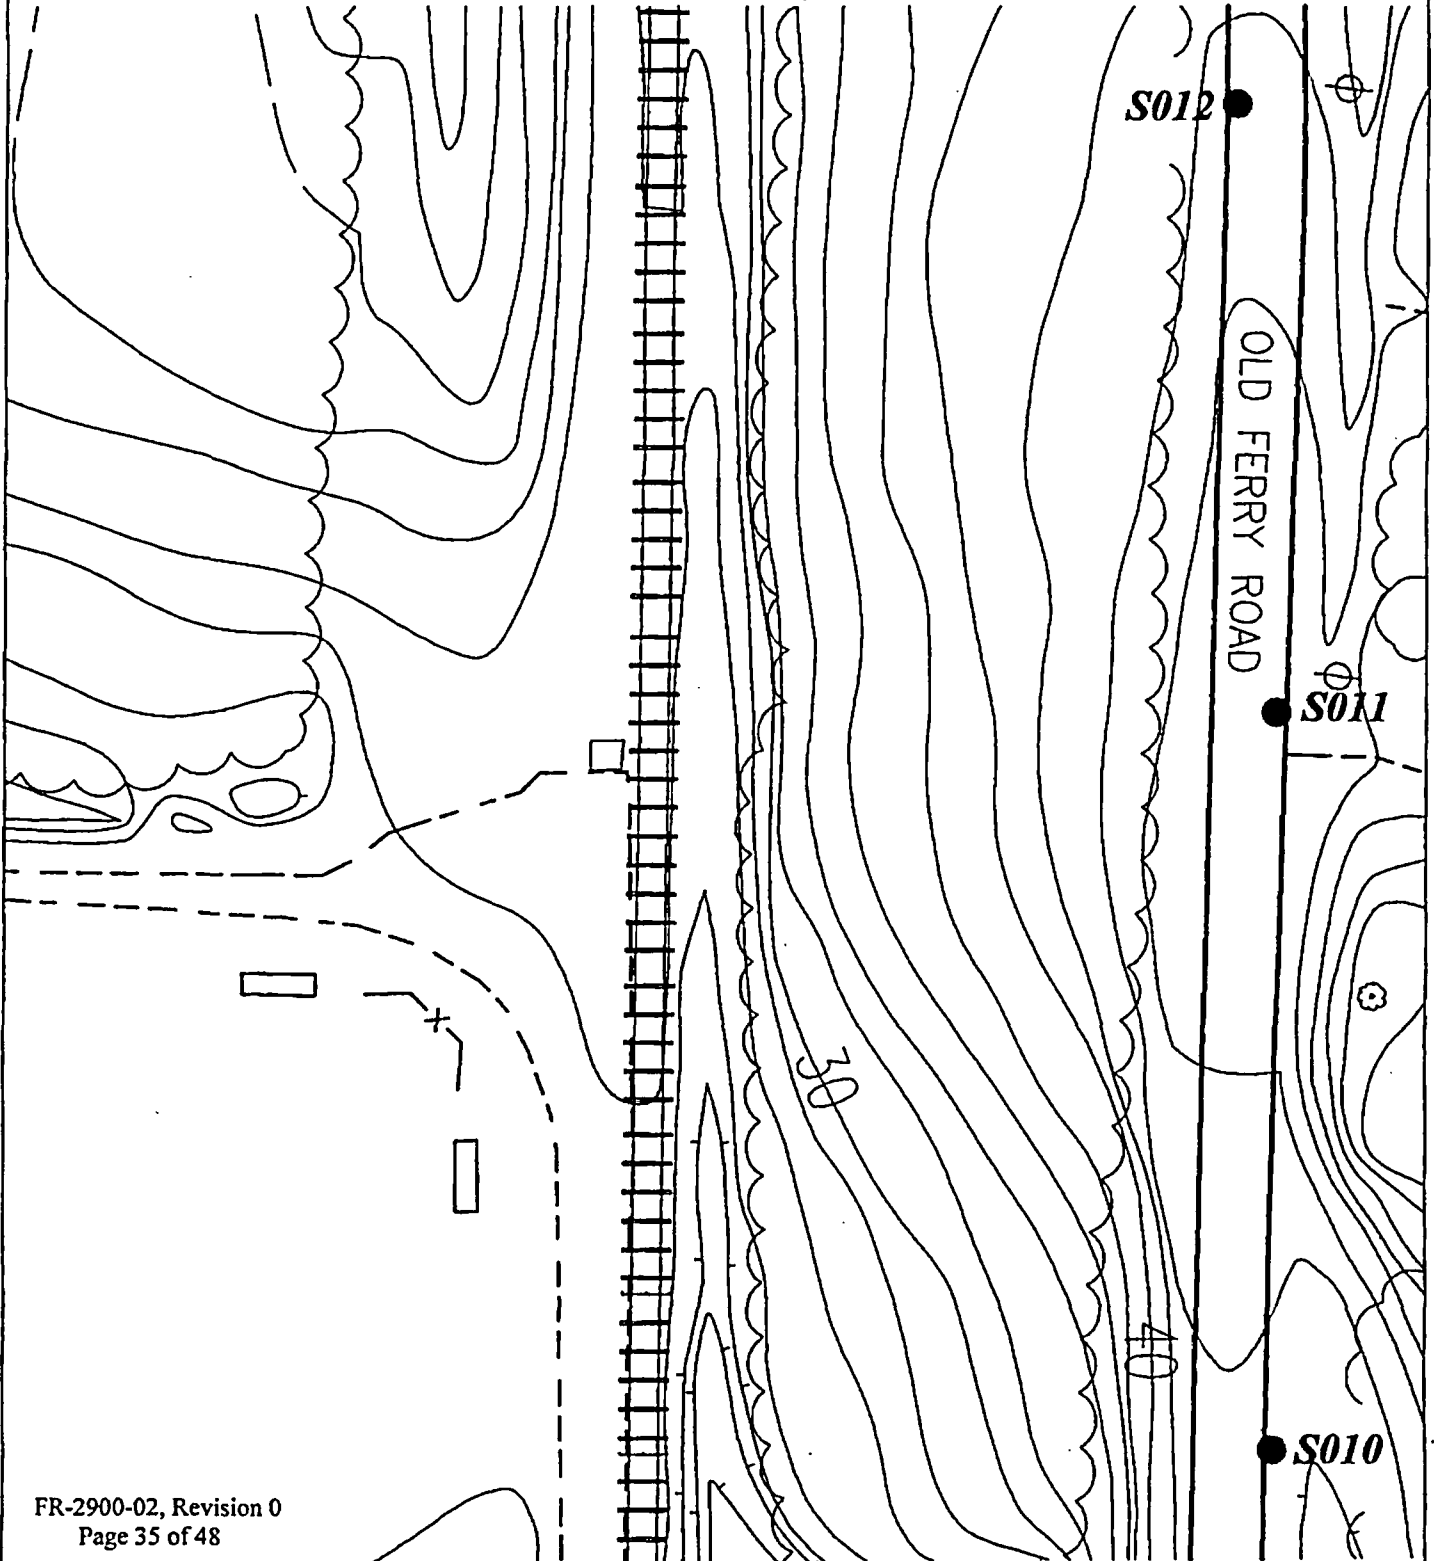 S012
OLD FERRY ROAD
S011
30
40
S010
FR-2900-02, Revision 0
Page 35 of 48